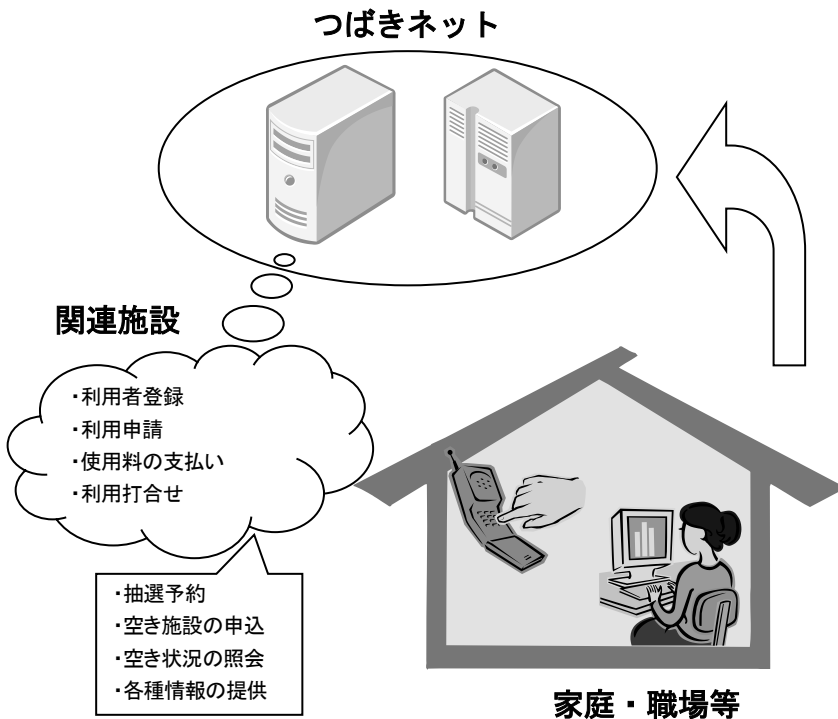 つばきネット
関連施設
・利用者登録
・利用申請
・使用料の支払い
・利用打合せ
・抽選予約
・空き施設の申込
・空き状況の照会
・各種情報の提供
家庭・職場等